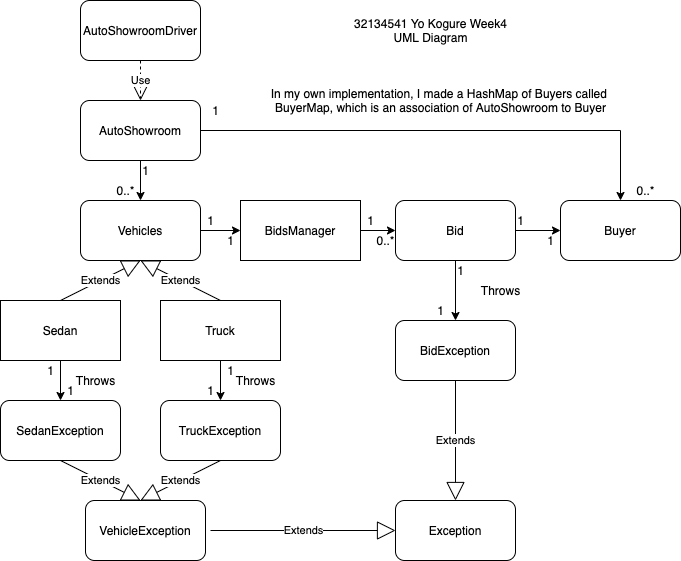 AutoShowroomDriver
32134541 Yo Kogure Week4
UML Diagram
Use
In my own implementation, I made a HashMap of Buyers called
BuyerMap, which is an association of AutoShowroom to Buyer
1
AutoShowroom
1
0..*
0..*
Vehicles
1
1
BidsManager
1
0..*
Bid
1
1
Buyer
Extends
Extends
1
Throws
1
Sedan
Truck
BidException
1
Throws
1
1
Throws
1
SedanException
TruckException
Extends
Extends
Extends
VehicleException
Extends
Exception